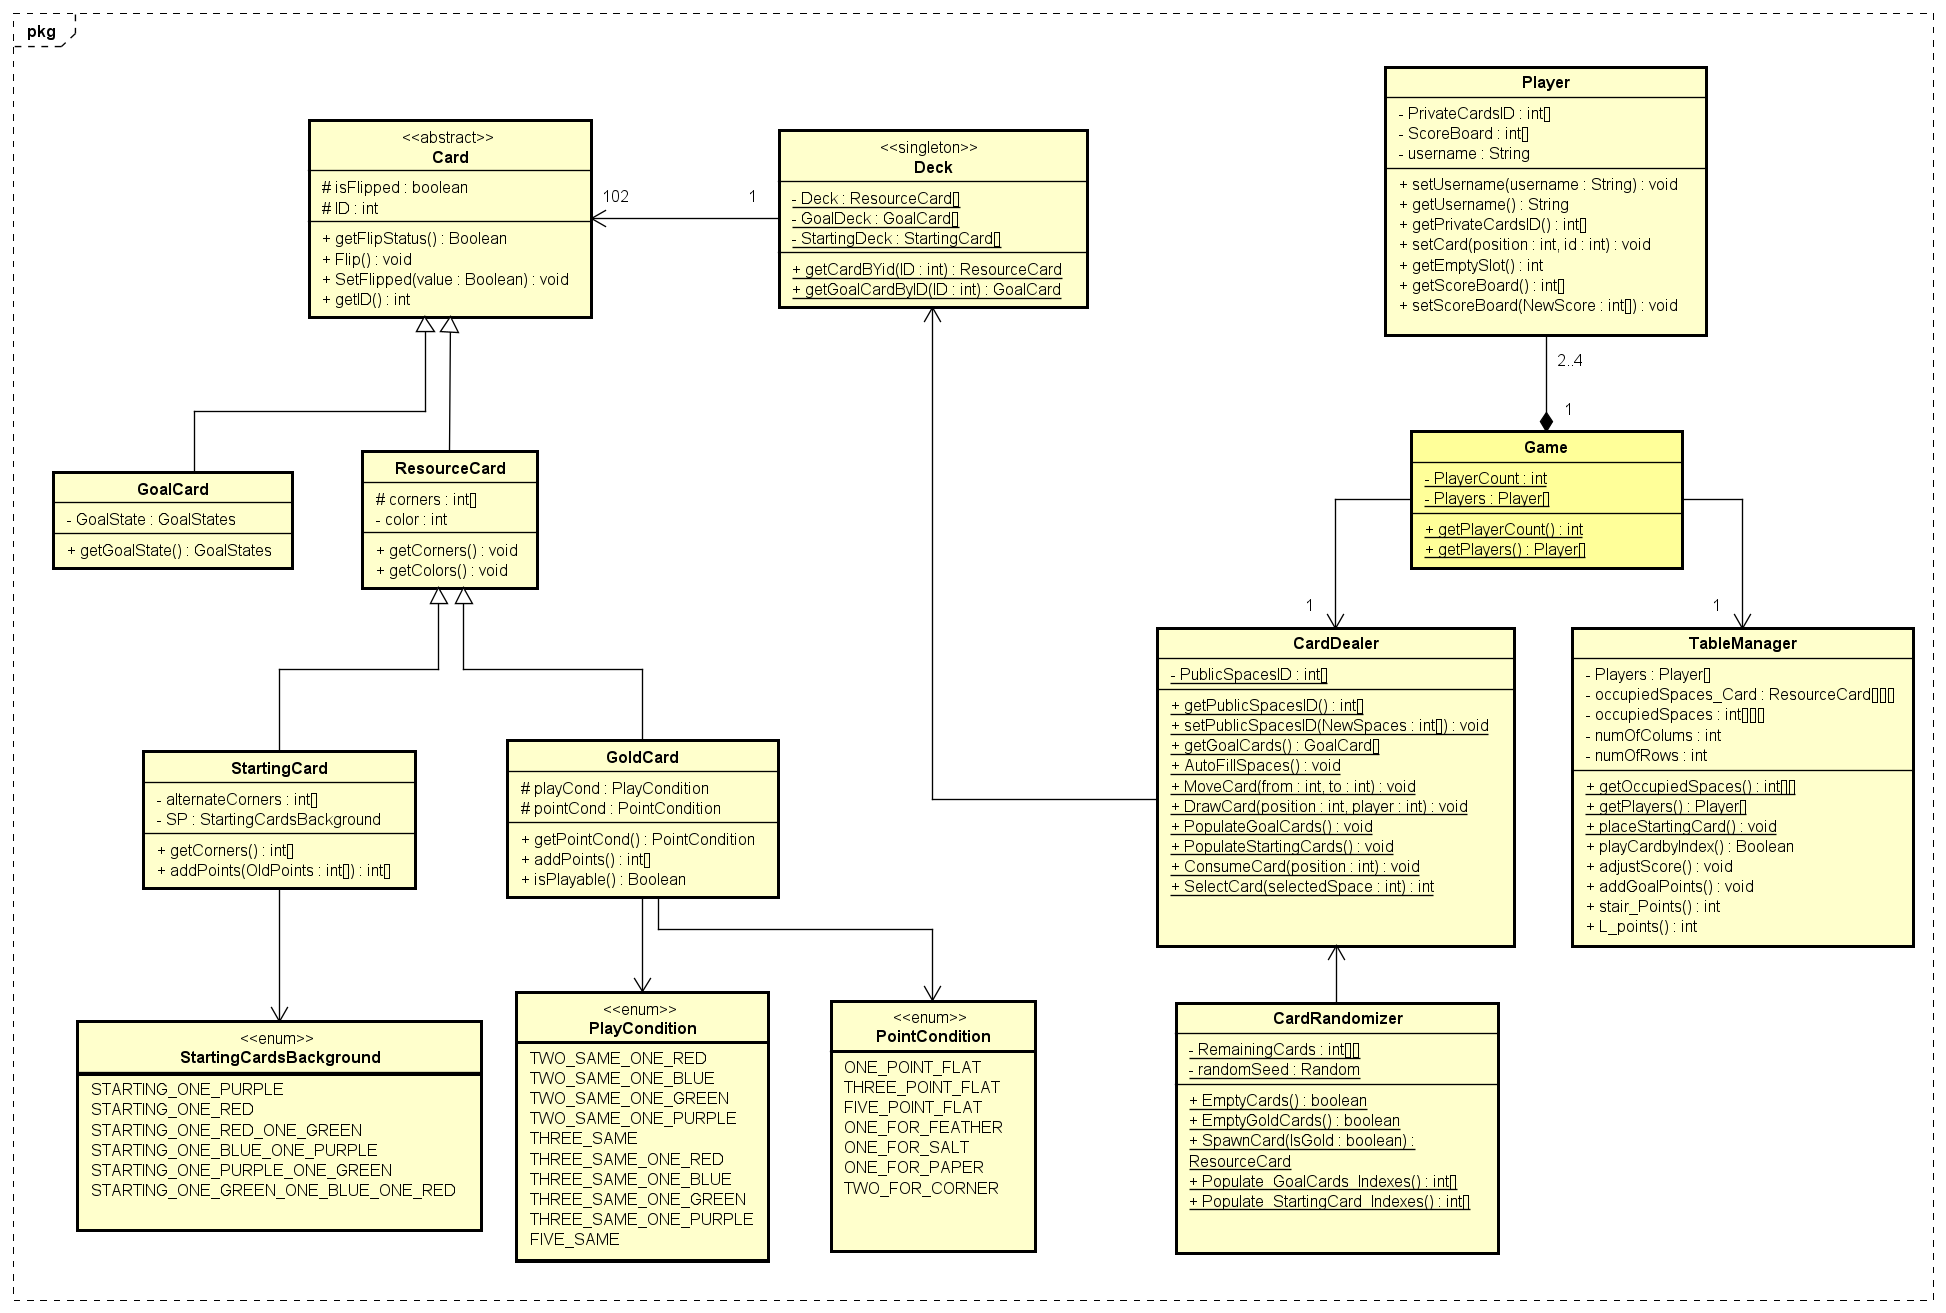 pkg
<<abstract>>
Card
# isFlipped : boolean
# ID : int
+ getFlipStatus() : Boolean
+ Flip() : void
+ SetFlipped(value : Boolean) : void
+ getID() : int
102
1
<<singleton>>
Deck
- Deck : ResourceCard[]
- GoalDeck : GoalCard[]
- StartingDeck : StartingCard[]
+ getCardBYid(ID : int) : ResourceCard
+ getGoalCardByID(ID : int) : GoalCard
Player
- PrivateCardsID : int[]
- ScoreBoard : int[]
- username : String
+ setUsername(username : String) : void
+ getUsername() : String
+ getPrivateCardsID() : int[]
+ setCard(position : int, id : int) : void
+ getEmptySlot() : int
+ getScoreBoard() : int[]
+ setScoreBoard(NewScore : int[]) : void
2..4
1
Game
- PlayerCount : int
- Players : Player[]
+ getPlayerCount() : int
+ getPlayers() : Player[]
1
1
GoalCard
- GoalState : GoalStates
+ getGoalState() : GoalStates
ResourceCard
# corners : int[]
- color : int
+ getCorners() : void
+ getColors() : void
CardDealer
- PublicSpacesID : int[]
+ getPublicSpacesID() : int[]
+ setPublicSpacesID(NewSpaces : int[]) : void
+ getGoalCards() : GoalCard[]
+ AutoFillSpaces() : void
+ MoveCard(from : int, to : int) : void
+ DrawCard(position : int, player : int) : void
+ PopulateGoalCards() : void
+ PopulateStartingCards() : void
+ ConsumeCard(position : int) : void
+ SelectCard(selectedSpace : int) : int
TableManager
- Players : Player[]
- occupiedSpaces_Card : ResourceCard[][][]
- occupiedSpaces : int[][][]
- numOfColums : int
- numOfRows : int
+ getOccupiedSpaces() : int[][]
+ getPlayers() : Player[]
+ placeStartingCard() : void
+ playCardbyIndex() : Boolean
+ adjustScore() : void
+ addGoalPoints() : void
+ stair_Points() : int
+ L_points() : int
StartingCard
- alternateCorners : int[]
- SP : StartingCardsBackground
+ getCorners() : int[]
+ addPoints(OldPoints : int[]) : int[]
GoldCard
# playCond : PlayCondition
# pointCond : PointCondition
+ getPointCond() : PointCondition
+ addPoints() : int[]
+ isPlayable() : Boolean
<<enum>>
StartingCardsBackground
STARTING_ONE_PURPLE
STARTING_ONE_RED
STARTING_ONE_RED_ONE_GREEN
STARTING_ONE_BLUE_ONE_PURPLE
STARTING_ONE_PURPLE_ONE_GREEN
STARTING_ONE_GREEN_ONE_BLUE_ONE_RED
<<enum>>
PlayCondition
TWO_SAME_ONE_RED
TWO_SAME_ONE_BLUE
TWO_SAME_ONE_GREEN
TWO_SAME_ONE_PURPLE
THREE_SAME
THREE_SAME_ONE_RED
THREE_SAME_ONE_BLUE
THREE_SAME_ONE_GREEN
THREE_SAME_ONE_PURPLE
FIVE_SAME
<<enum>>
PointCondition
ONE_POINT_FLAT
THREE_POINT_FLAT
FIVE_POINT_FLAT
ONE_FOR_FEATHER
ONE_FOR_SALT
ONE_FOR_PAPER
TWO_FOR_CORNER
CardRandomizer
- RemainingCards : int[][]
- randomSeed : Random
+ EmptyCards() : boolean
+ EmptyGoldCards() : boolean
+ SpawnCard(IsGold : boolean) :
ResourceCard
+ Populate_GoalCards_Indexes() : int[]
+ Populate_StartingCard_Indexes() : int[]